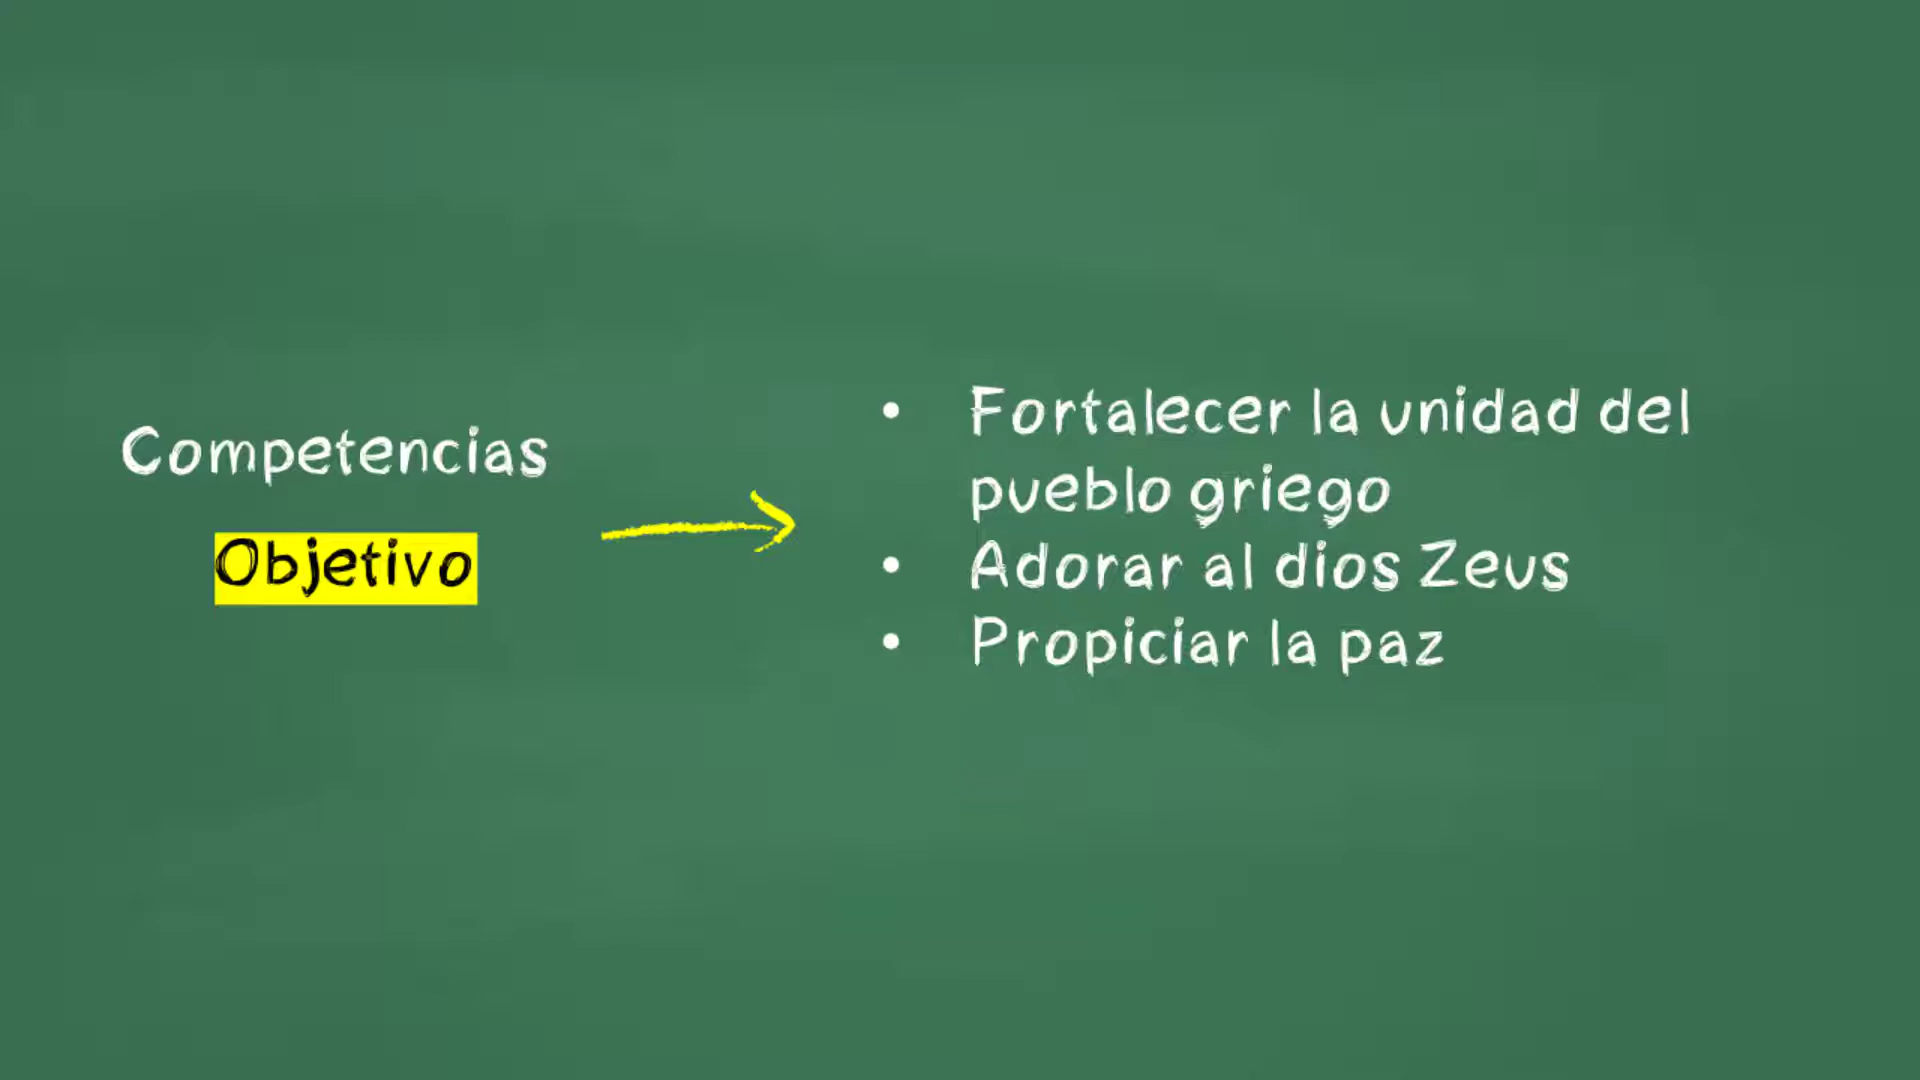 Competencias
Objetivo
• Fortalecer la unidad del
pueblo griego
• Adorar al dios Zeus
• Propiciar la paz